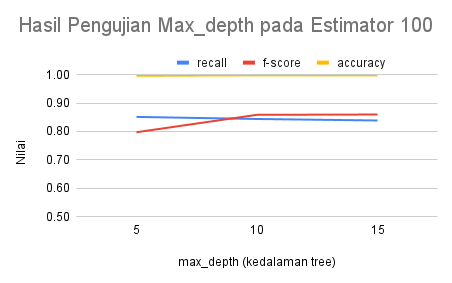 Hasil Pengujian Max_depth pada Estimator 100
recall f-score accuracy
1.00
0.90
0.80
0.70
0.60
0.50
Nilai
5 10 15
max_depth (kedalaman tree)